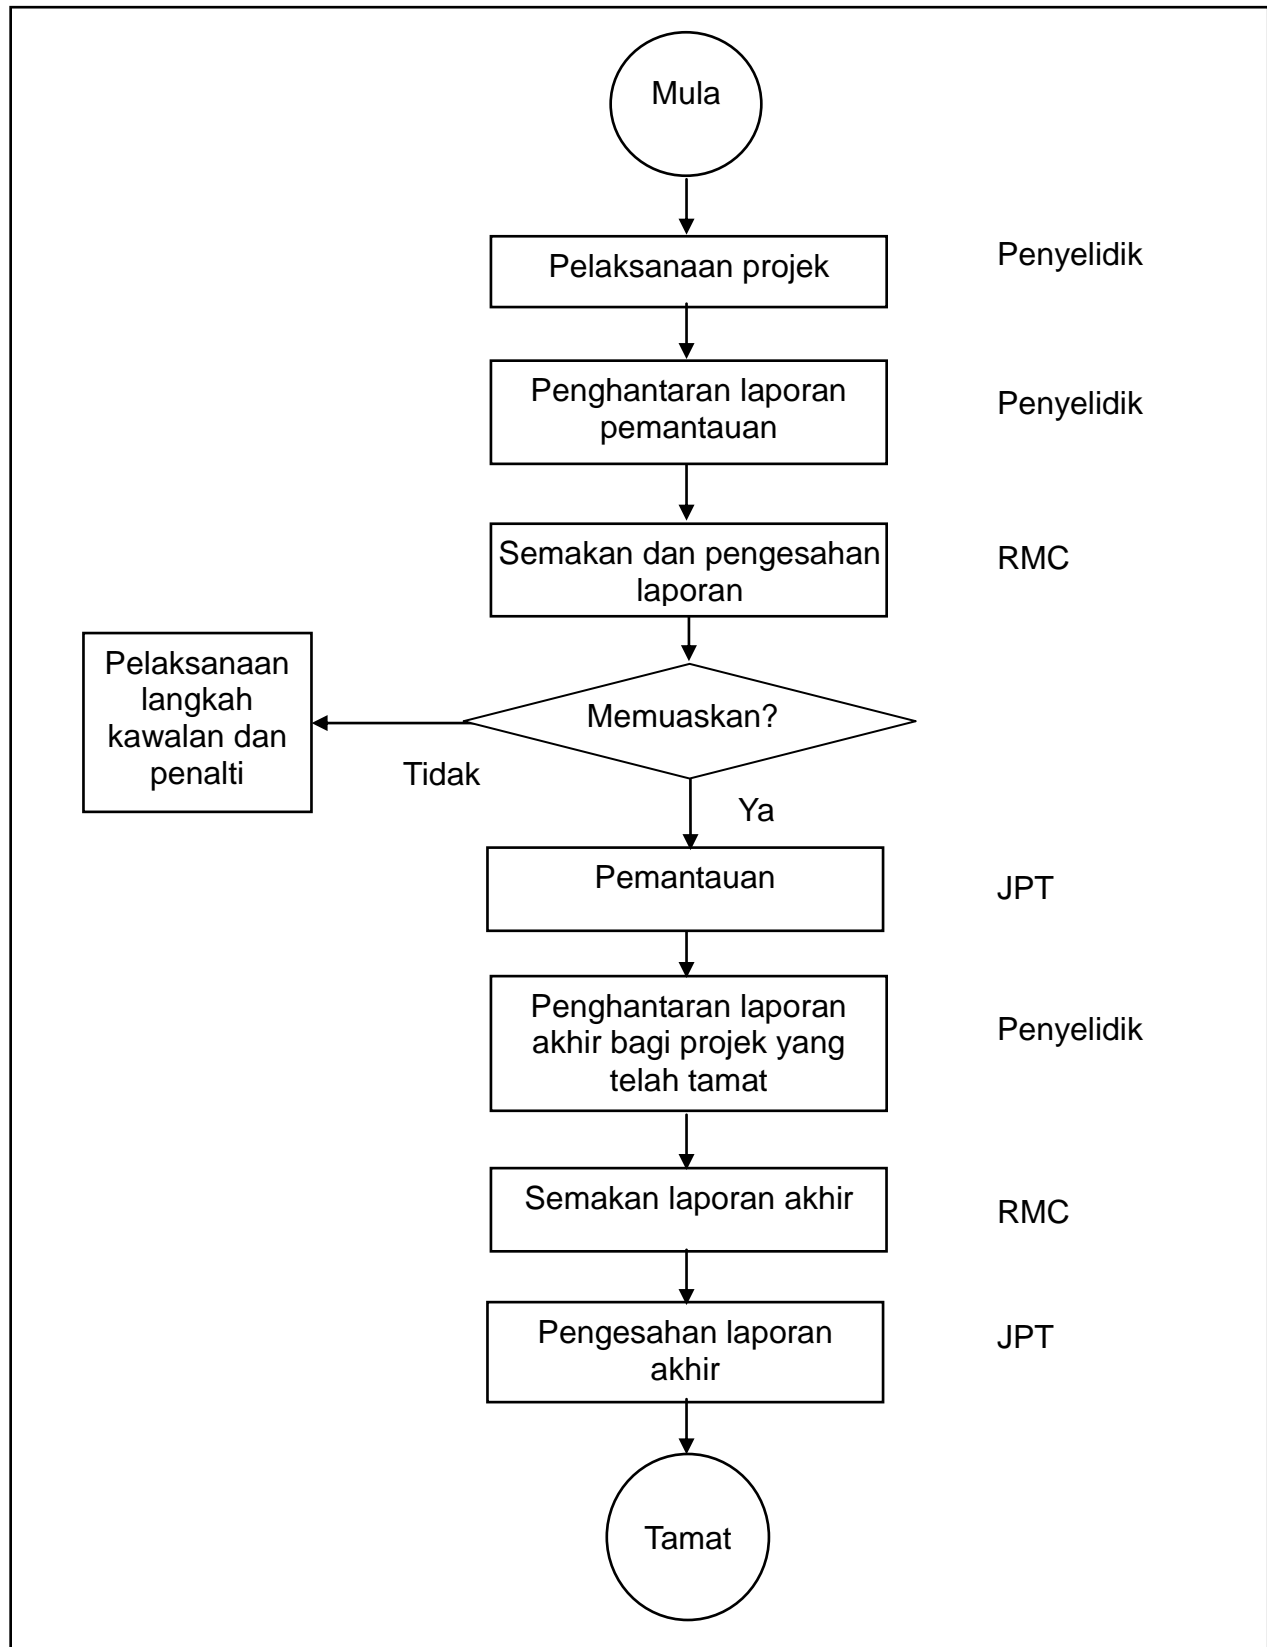 Mula
Pelaksanaan projek
Penyelidik
Penghantaran laporan
pemantauan
Penyelidik
Semakan dan pengesahan
laporan
RMC
Pelaksanaan
langkah
kawalan dan
penalti
Memuaskan?
Tidak
Ya
Pemantauan
JPT
Penghantaran laporan
akhir bagi projek yang
telah tamat
Penyelidik
Semakan laporan akhir
RMC
Pengesahan laporan
akhir
JPT
Tamat